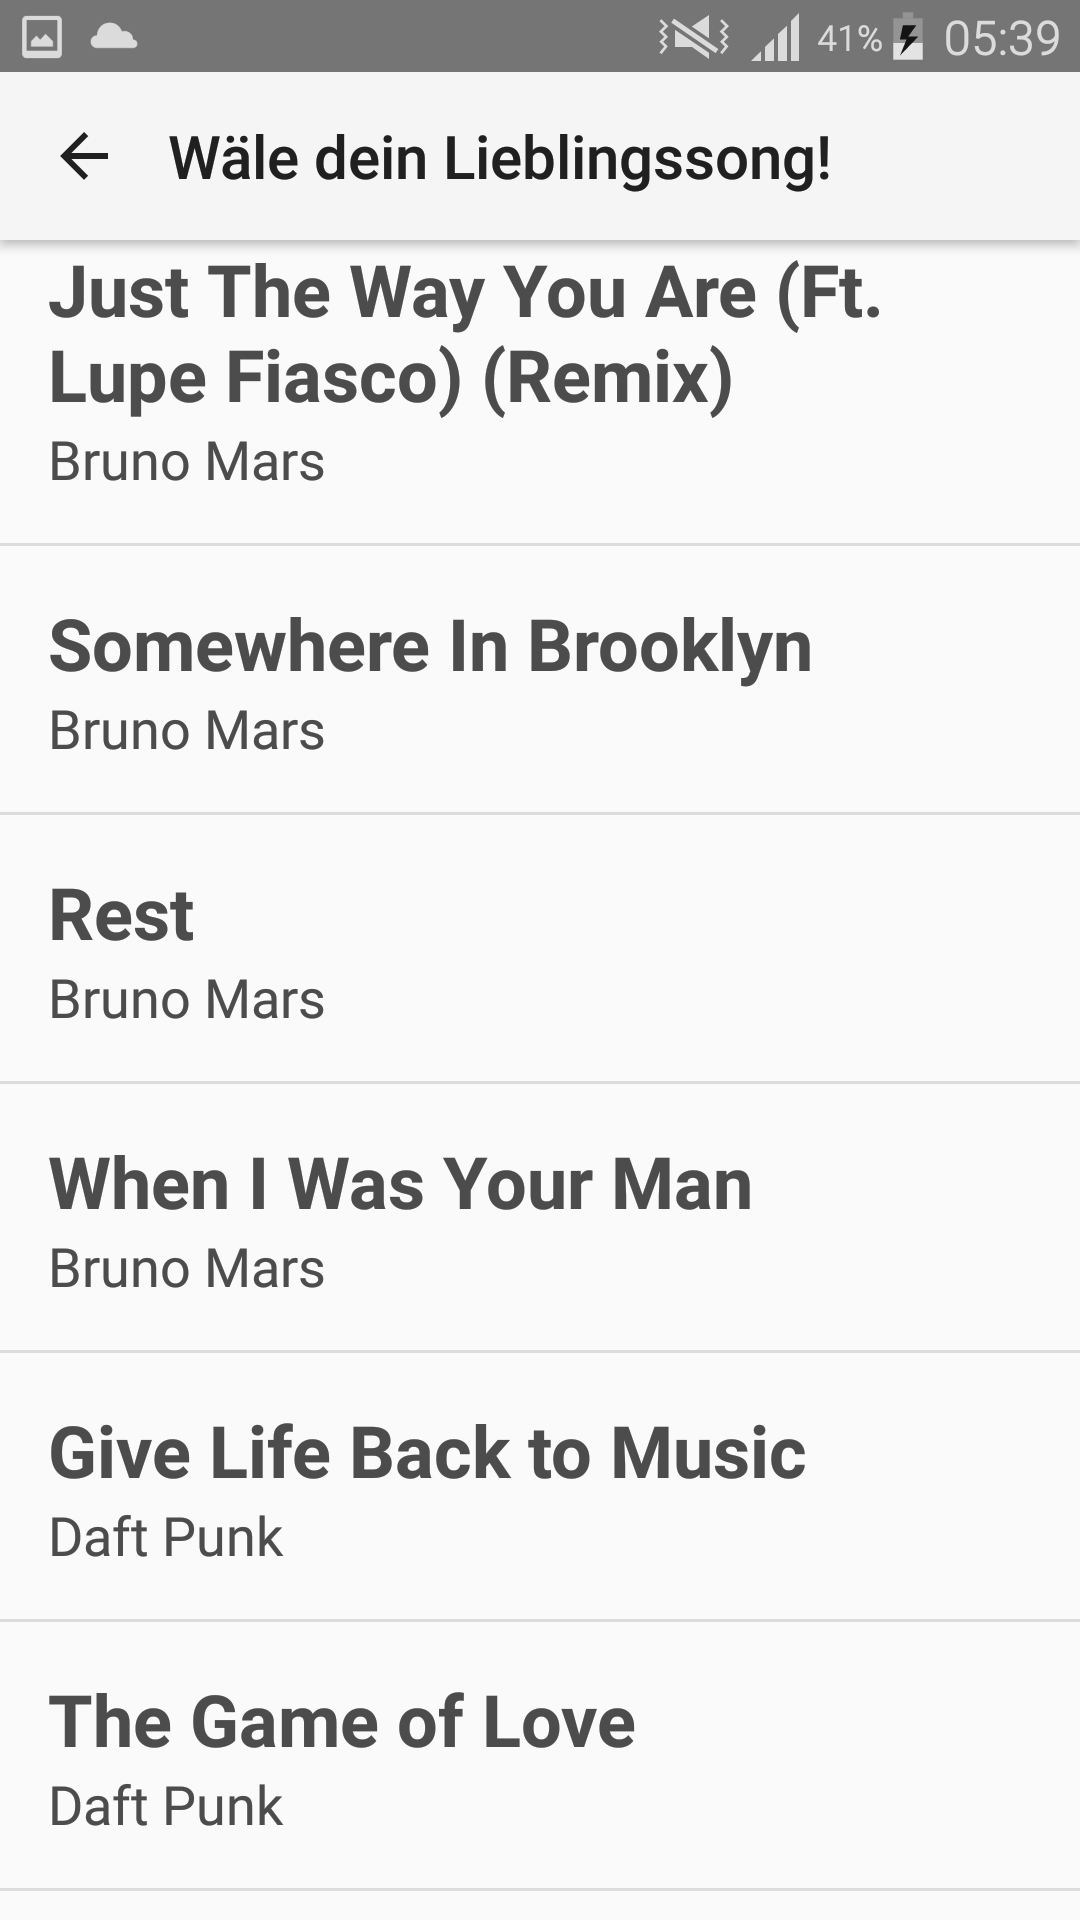 41% 05:39
Wäle dein Lieblingssong!
Just The Way You Are (Ft.
Lupe Fiasco) (Remix)
Bruno Mars
Somewhere In Brooklyn
Bruno Mars
Rest
Bruno Mars
When I Was Your Man
Bruno Mars
Give Life Back to Music
Daft Punk
The Game of Love
Daft Punk